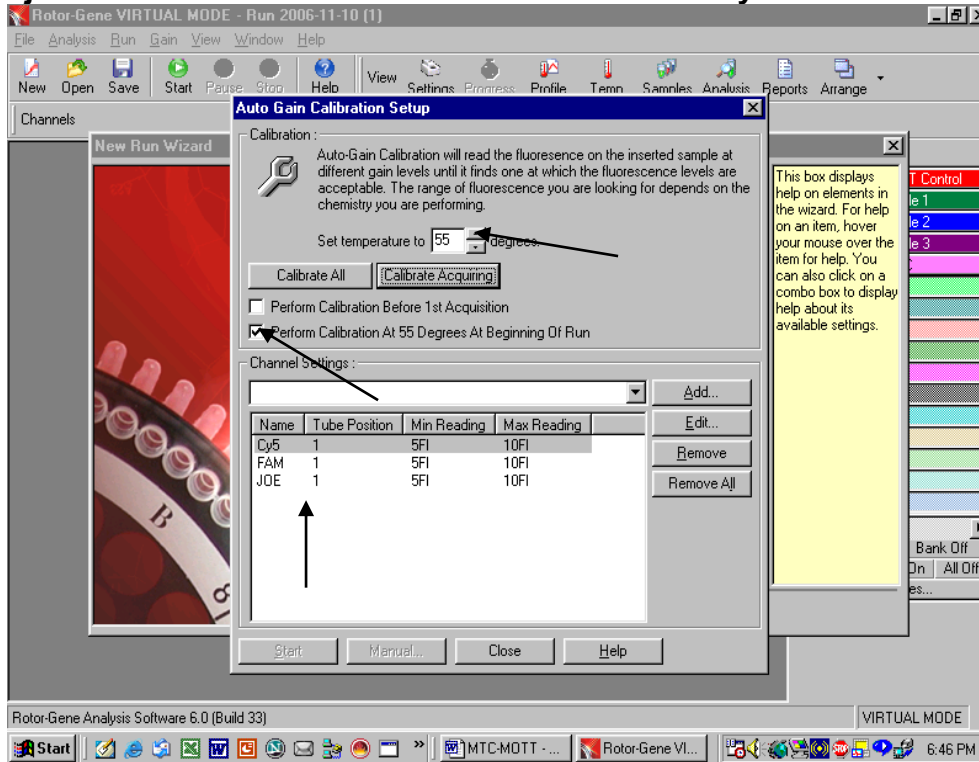 Rotor-Gene VIRTUAL MODE - Run 2006-11-10 (1)
File Analysis Run Gain View Window Help
New Open Save Start Pause Stop Help View Settings Progress Profile Temp Samples Analysis Reports Arrange
Channels
New Run Wizard
Auto Gain Calibration Setup
Calibration :
Auto-Gain Calibration will read the fluoresence on the inserted sample at
different gain levels until it finds one at which the fluorescence levels are
acceptable. The range of fluorescence you are looking for depends on the
chemistry you are performing.
Set temperature to 55 degrees.
Calibrate All Calibrate Acquiring
Perform Calibration Before 1st Acquisition
Perform Calibration At 55 Degrees At Beginning Of Run
Channel Settings :
Add...
Name Tube Position Min Reading Max Reading
Edit...
Cy5 1 5Fl 10Fl
FAM 1 5Fl 10Fl
JOE 1 5Fl 10Fl
Remove
Remove All
Start Manual... Close Help
This box displays
help on elements in
the wizard. For help
on an item, hover
your mouse over the
item for help. You
can also click on a
combo box to display
help about its
available settings.
T Control
le 1
le 2
le 3
B
8
Bank Off
On All Off
es...
Rotor-Gene Analysis Software 6.0 (Build 33) VIRTUAL MODE
Start MTC-MOTT - ... Rotor-Gene VI... 6:46 PM